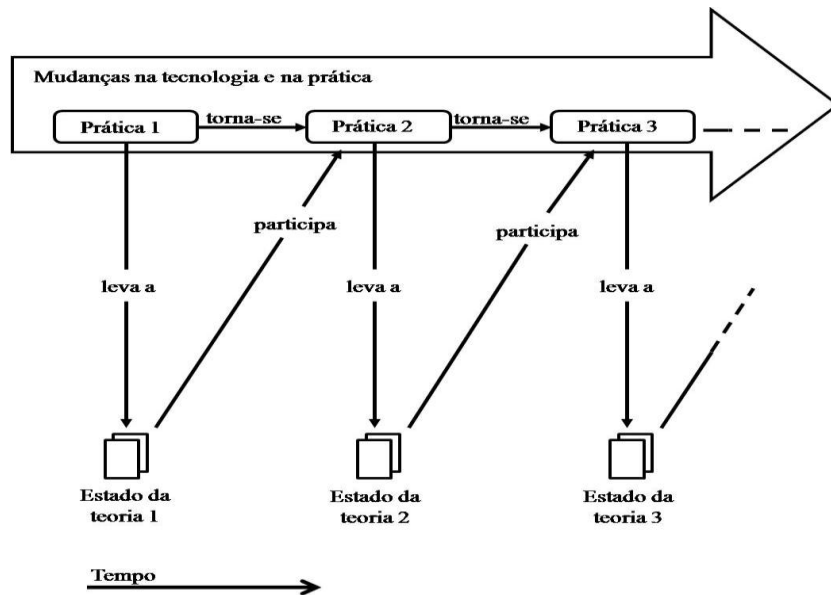 Mudanças na tecnologia e na prática
Prática 1
torna-se
Prática 2
torna-se
Prática 3
participa
participa
leva a
leva a
leva a
Estado da
teoria 1
Estado da
teoria 2
Estado da
teoria 3
Tempo